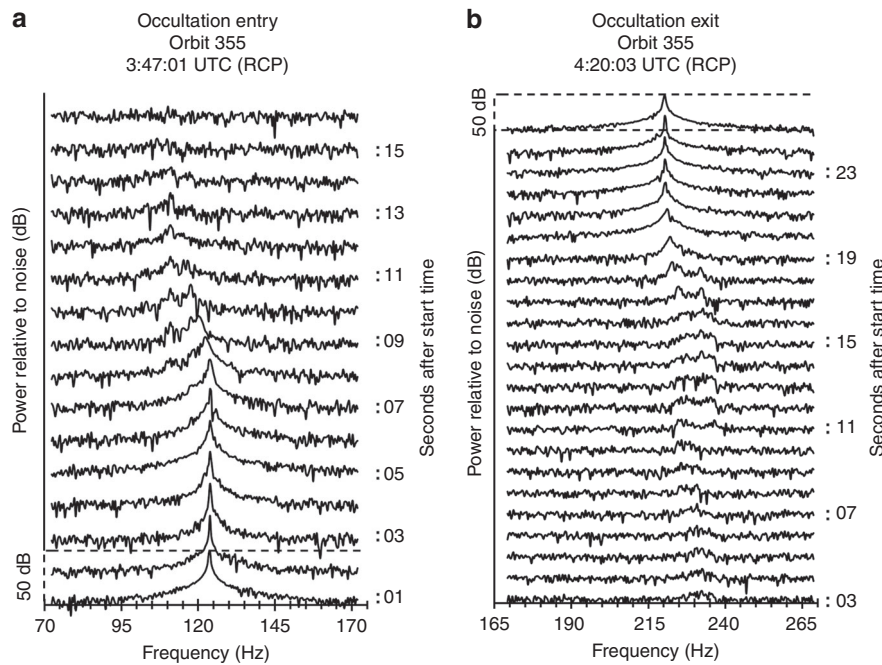 a
Occultation entry
Orbit 355
3:47:01 UTC (RCP)
Power relative to noise (dB)
50 dB
: 15
: 13
: 11
: 09
: 07
: 05
: 03
: 01
Seconds after start time
70 95 120 145 170
Frequency (Hz)
b
Occultation exit
Orbit 355
4:20:03 UTC (RCP)
50 dB
Power relative to noise (dB)
: 23
: 19
: 15
: 11
: 07
: 03
Seconds after start time
165 190 215 240 265
Frequency (Hz)